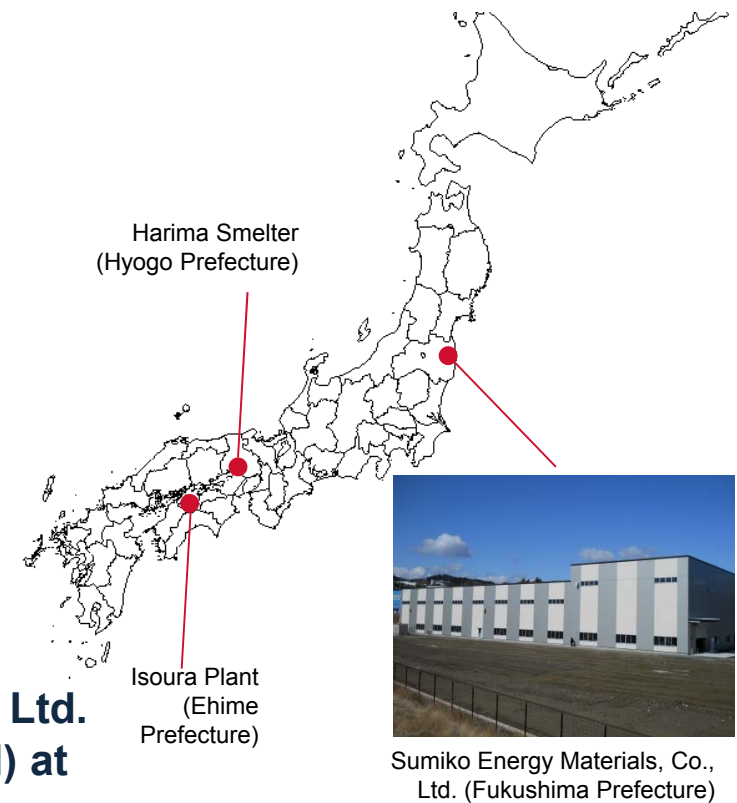 Harima Smelter
(Hyogo Prefecture)
Isoura Plant
(Ehime
Prefecture)
Ltd.
) at
Sumiko Energy Materials, Co.,
Ltd. (Fukushima Prefecture)